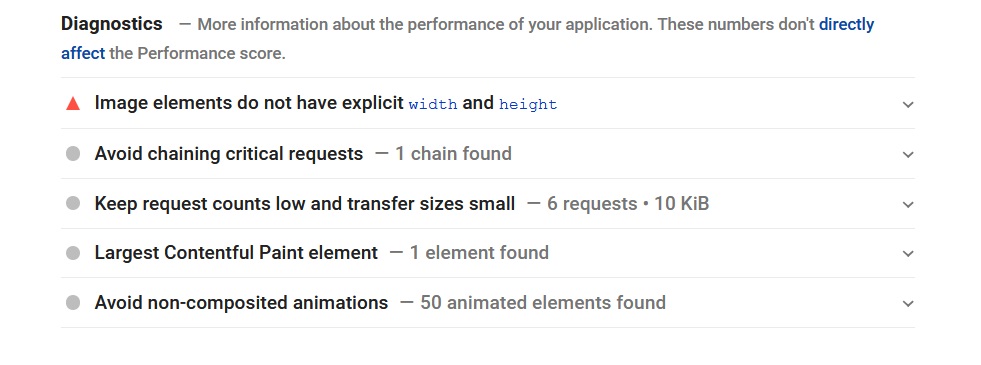 Diagnostics — More information about the performance of your application. These numbers don't directly
affect the Performance score.
Image elements do not have explicit width and height
Avoid chaining critical requests — 1 chain found
Keep request counts low and transfer sizes small — 6 requests • 10 KiB
Largest Contentful Paint element — 1 element found
Avoid non-composited animations — 50 animated elements found